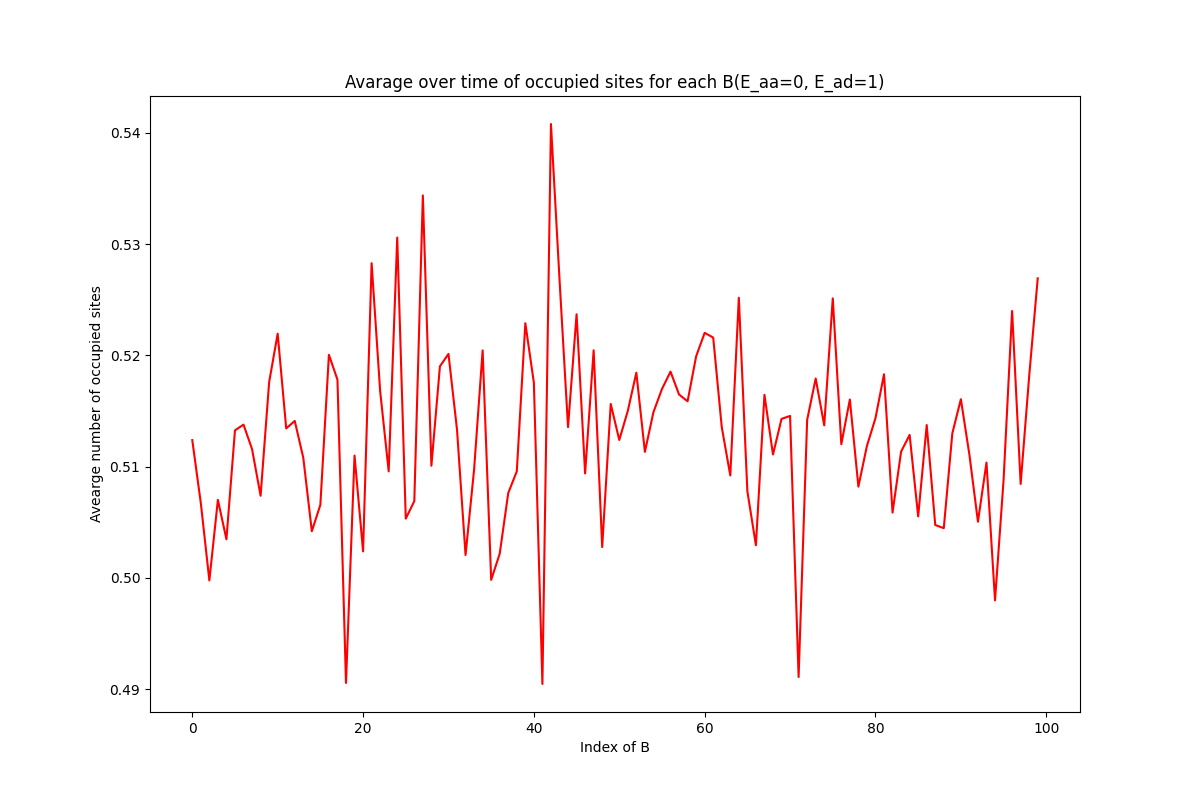 Avarage over time of occupied sites for each B(E_aa=0, E_ad=1)
0.54
0.53
0.52
0.51
0.50
0.49
Avearge number of occupied sites
0 20 40 60 80 100
Index of B